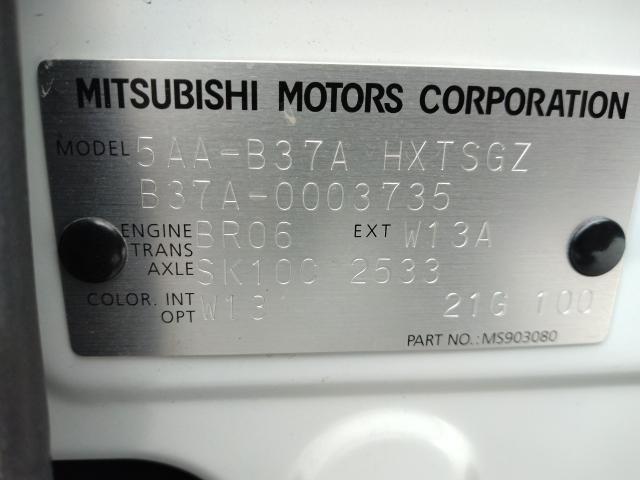 MITSUBISHI MOTORS CORPORATION
MODEL 5AA-B37A HXTSGZ
B37A-0003735
ENGINE BR06 EXT W13A
TRANS AXLE SK10C 2533
COLOR. INT OPT W13 21G 100
PART NO.: MS903080